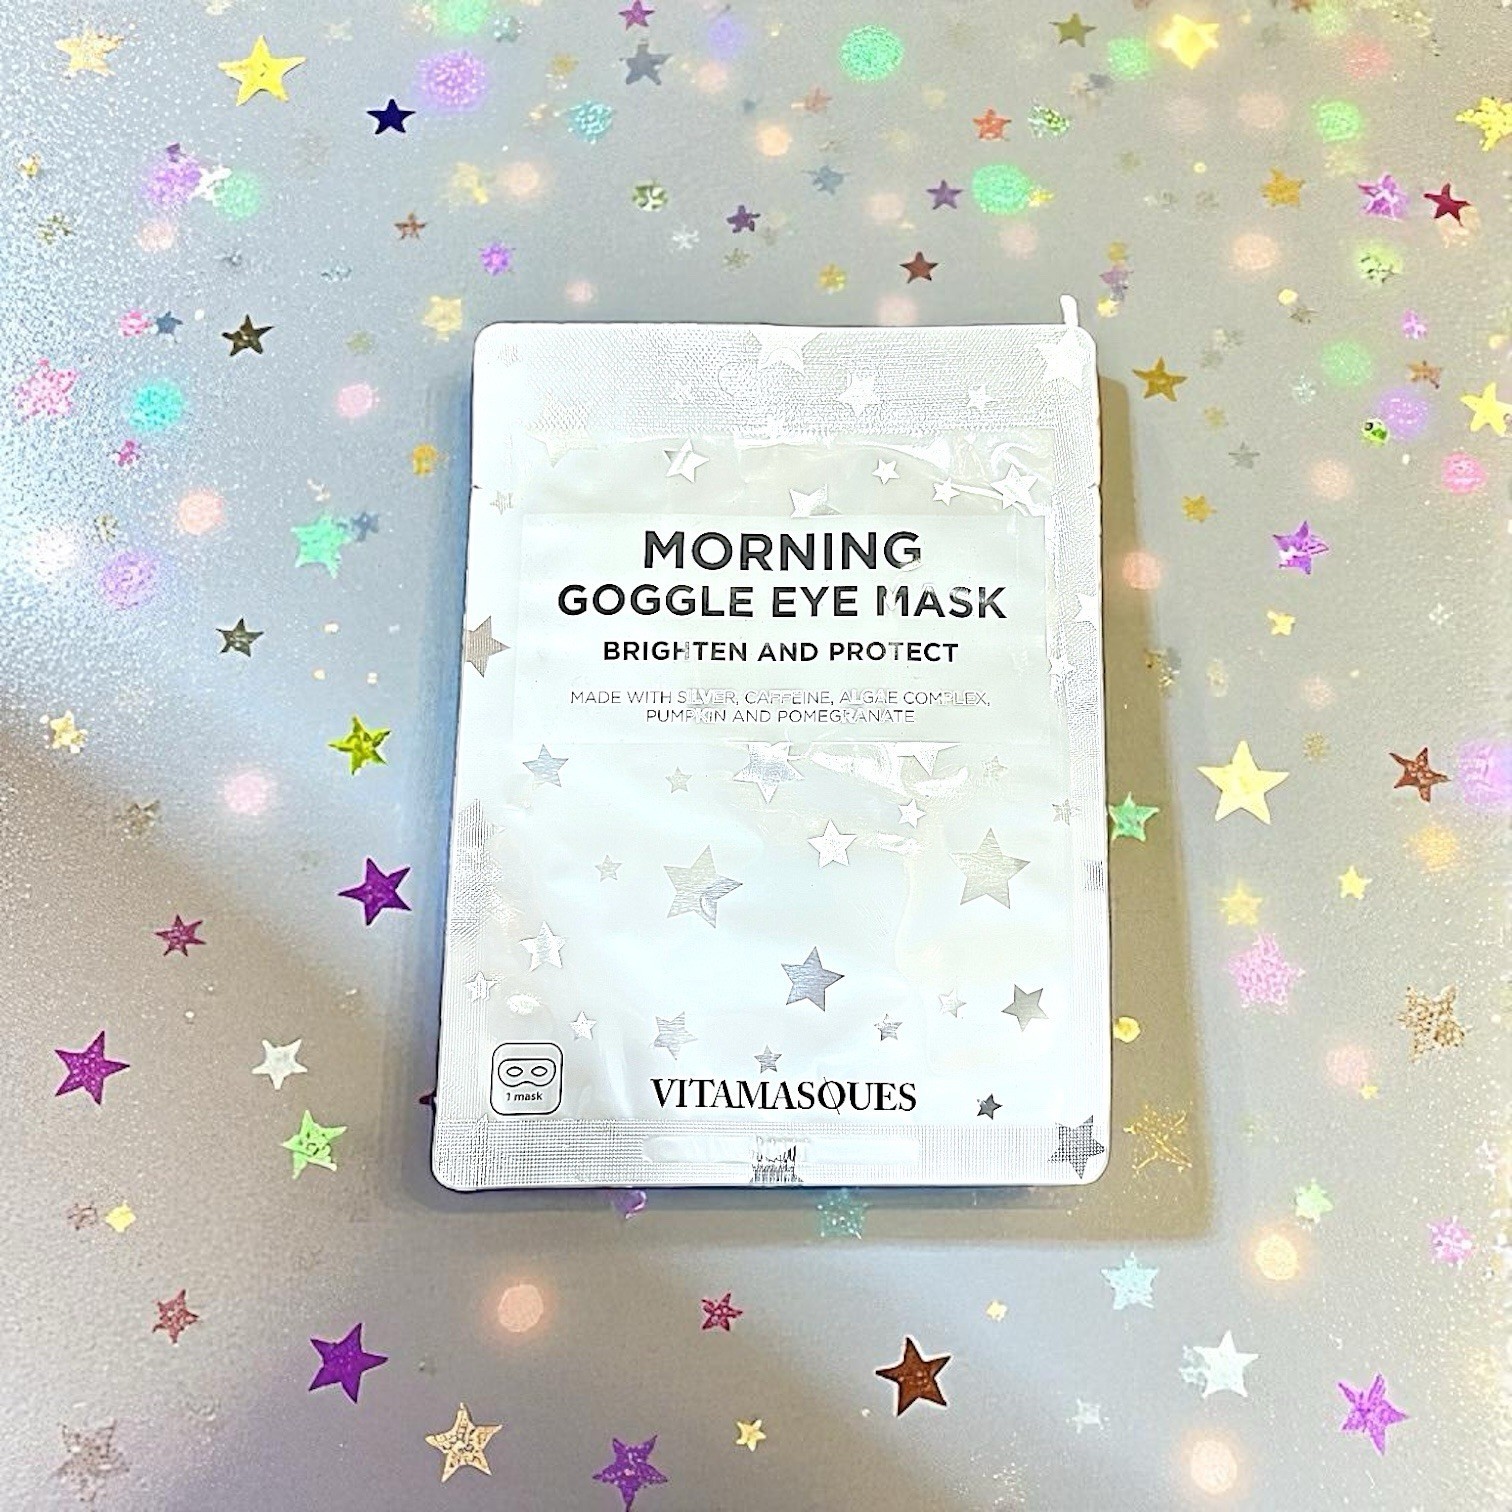 MORNING
GOGGLE EYE MASK
BRIGHTEN AND PROTECT
MADE WITH SILVER, CAFFEINE, ALGAE COMPLEX,
PUMPKIN AND POMEGRANATE
1 mask
VITAMASQUES